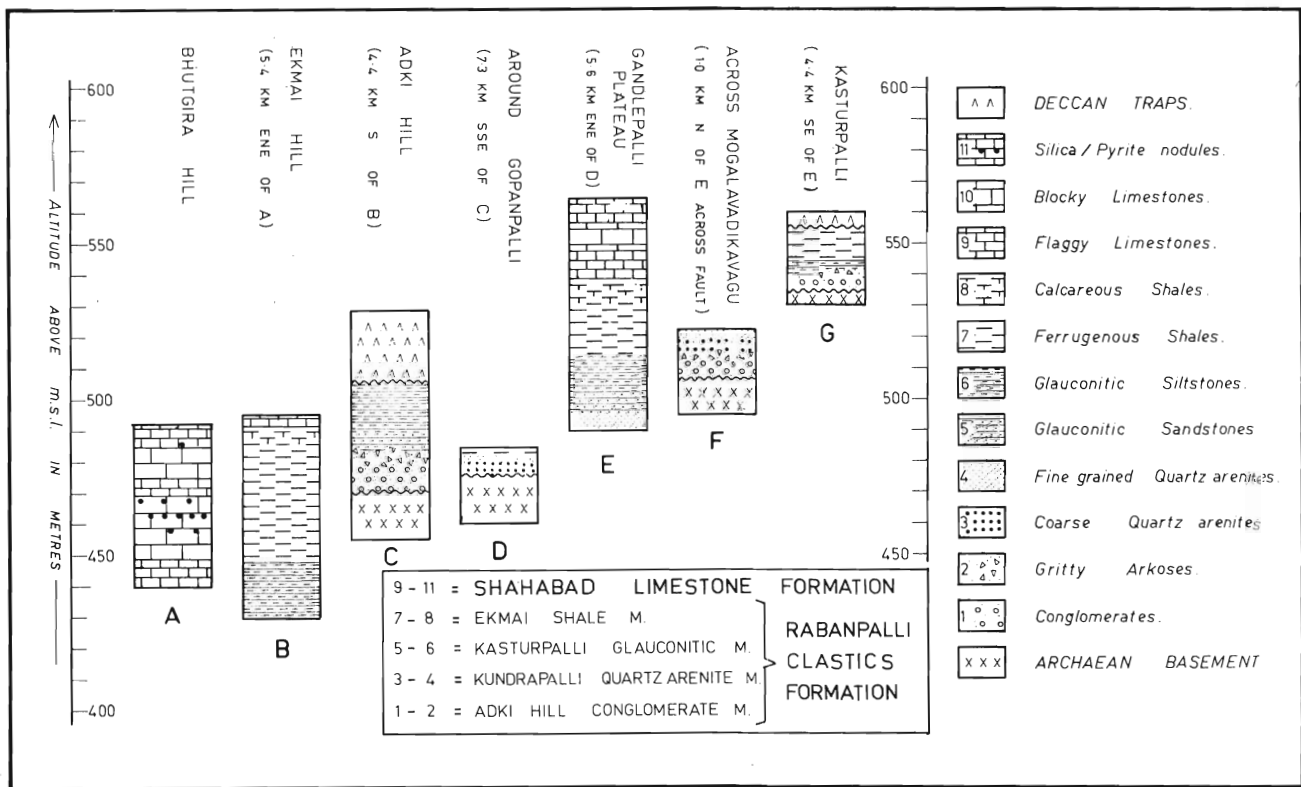 BHUTGIRA HILL
EKMAI HILL
(5·4 KM ENE OF A)
ADKI HILL
(4·4 KM S OF B)
AROUND GOPANPALLI
(7·3 KM SSE OF C)
GANDLEPALLI
PLATEAU
(5·6 KM ENE OF D)
ACROSS MOGALAVADIKAVAGU
(1·0 KM N OF E ACROSS FAULT)
KASTURPALLI
(4·4 KM SE OF E)
600
550
500
450
400
ALTITUDE ABOVE m.s.l. IN METRES
A
B
C
D
E
F
G
600
550
500
450
DECCAN TRAPS.
11 Silica / Pyrite nodules.
10 Blocky Limestones.
9 Flaggy Limestones.
8 Calcareous Shales.
7 Ferrugenous Shales.
6 Glauconitic Siltstones.
5 Glauconitic Sandstones
4 Fine grained Quartz arenites.
3 Coarse Quartz arenites
2 Gritty Arkoses.
1 Conglomerates.
ARCHAEAN BASEMENT
9 - 11 = SHAHABAD LIMESTONE FORMATION
7 - 8 = EKMAI SHALE M.
5 - 6 = KASTURPALLI GLAUCONITIC M.
3 - 4 = KUNDRAPALLI QUARTZ ARENITE M.
1 - 2 = ADKI HILL CONGLOMERATE M.
RABANPALLI
CLASTICS
FORMATION